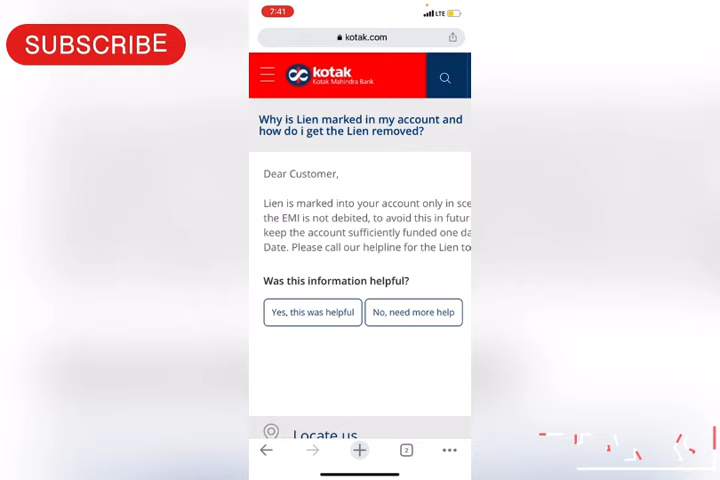 SUBSCRIBE
7:41
LTE
kotak.com
kotak
Kotak Mahindra Bank
Why is Lien marked in my account and
how do i get the Lien removed?
Dear Customer,
Lien is marked into your account only in sce
the EMI is not debited, to avoid this in futur
keep the account sufficiently funded one da
Date. Please call our helpline for the Lien to
Was this information helpful?
Yes, this was helpful
No, need more help
Locate us
2